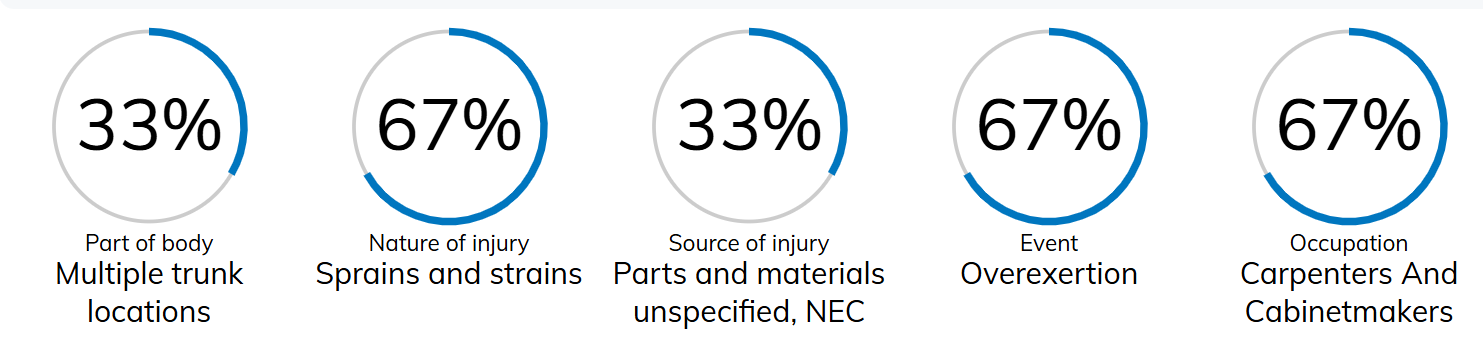 33%
67%
33%
67%
67%
Part of body
Multiple trunk
locations
Nature of injury
Sprains and strains
Source of injury
Parts and materials
unspecified, NEC
Event
Overexertion
Occupation
Carpenters And
Cabinetmakers